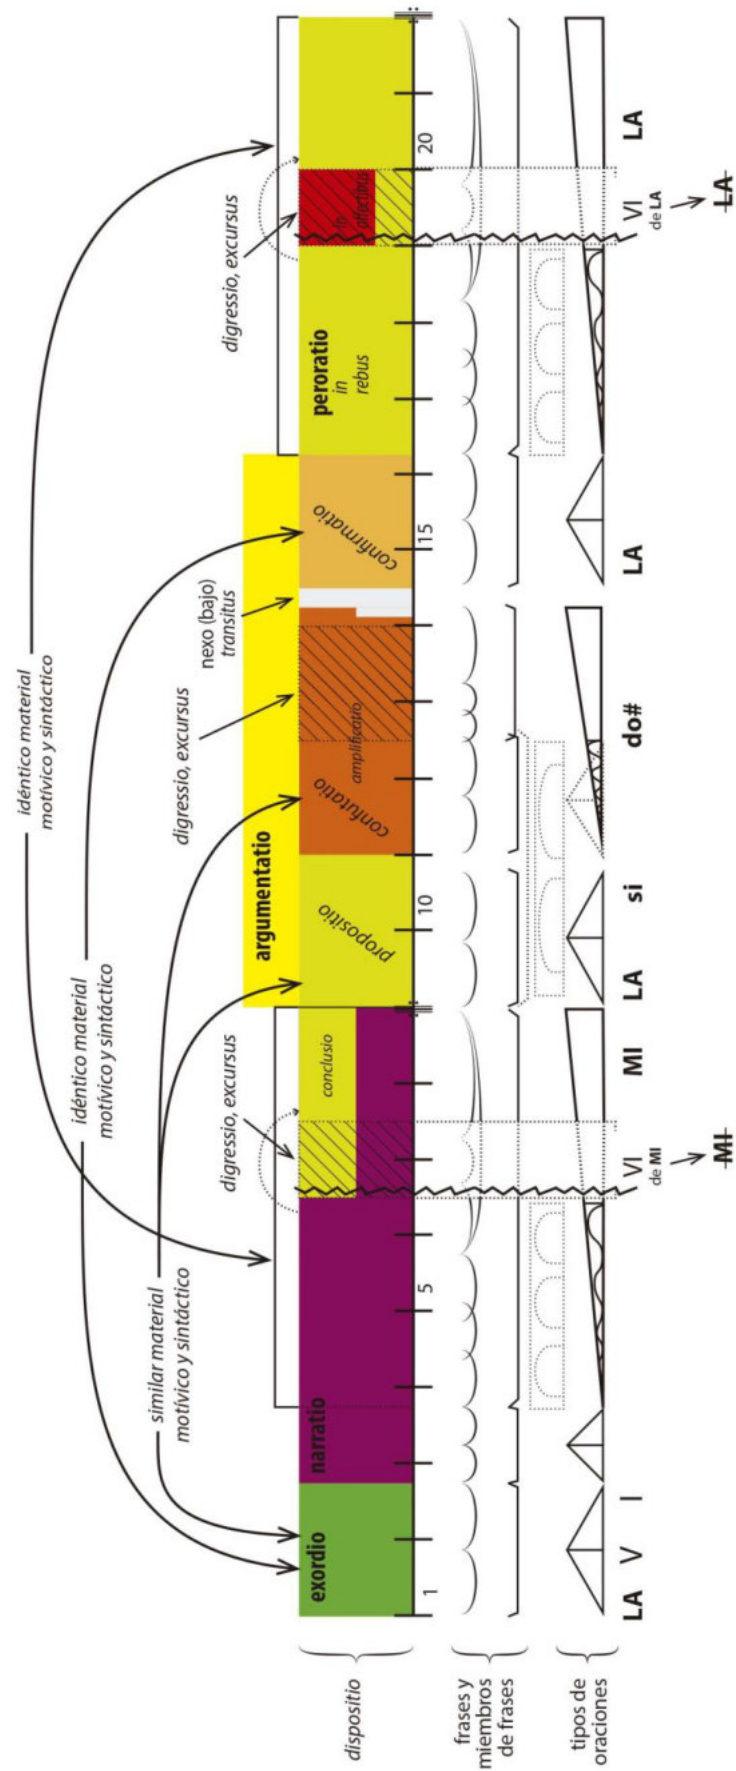 idéntico material
motívico y sintáctico
idéntico material
motívico y sintáctico
similar material
motívico y sintáctico
digressio, excursus
digressio, excursus
nexo (bajo)
transitus
digressio, excursus
argumentatio
dispositio
exordio
narratio
conclusio
propositio
confutatio
amplificatio
confirmatio
peroratio
in
rebus
in
affectibus
1
5
10
15
20
frases y
miembros
de frases
tipos de
oraciones
LA V I
VI
de MI
MI
MI
LA si
do#
LA
VI
de LA
LA
LA